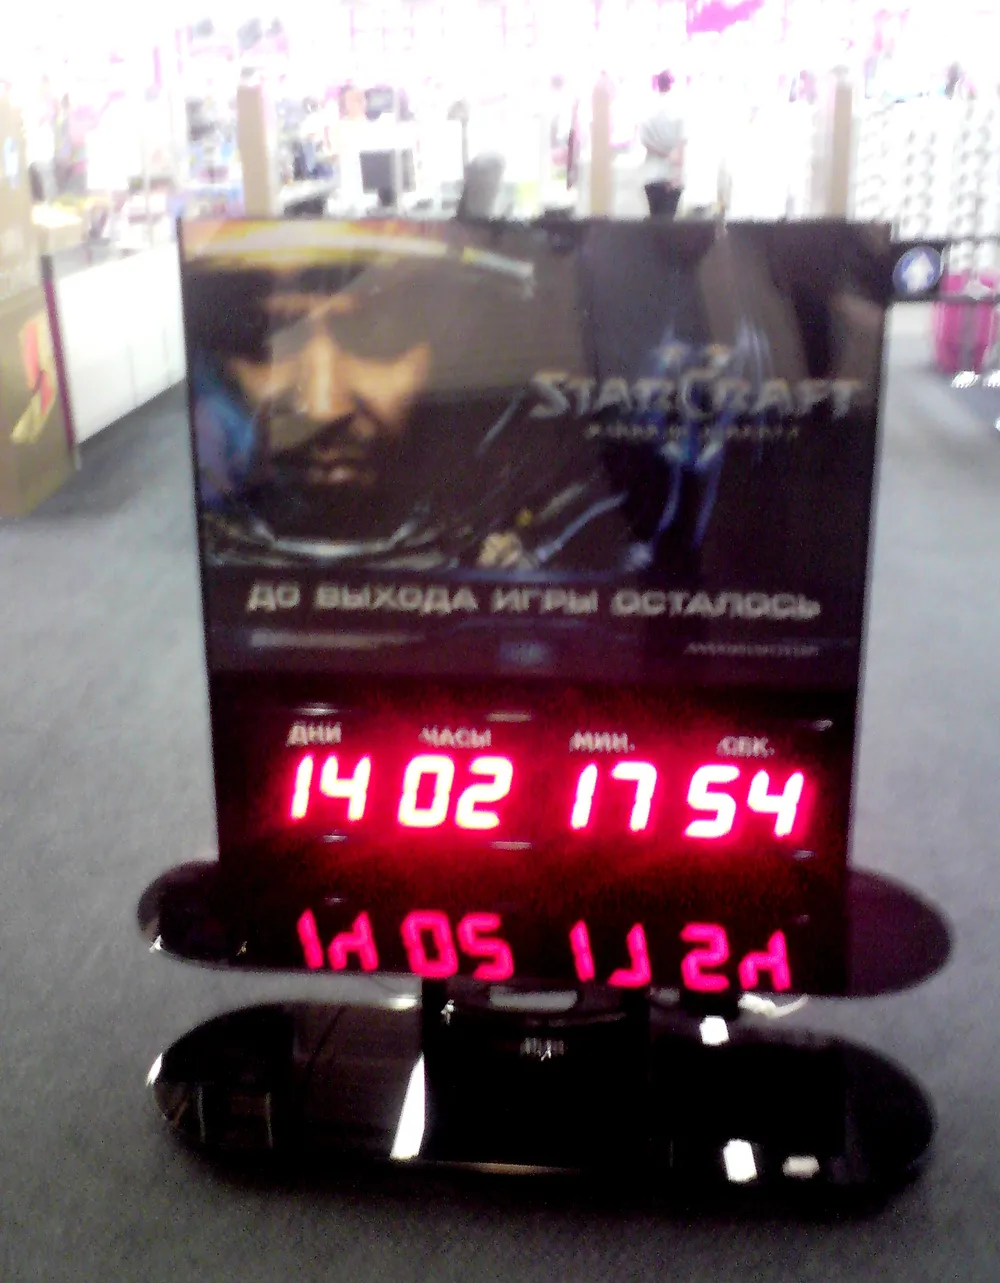 STARCRAFT
ДО ВЫХОДА ИГРЫ ОСТАЛОСЬ
ДНИ ЧАСЫ МИН. СЕК.
14 02 17 54